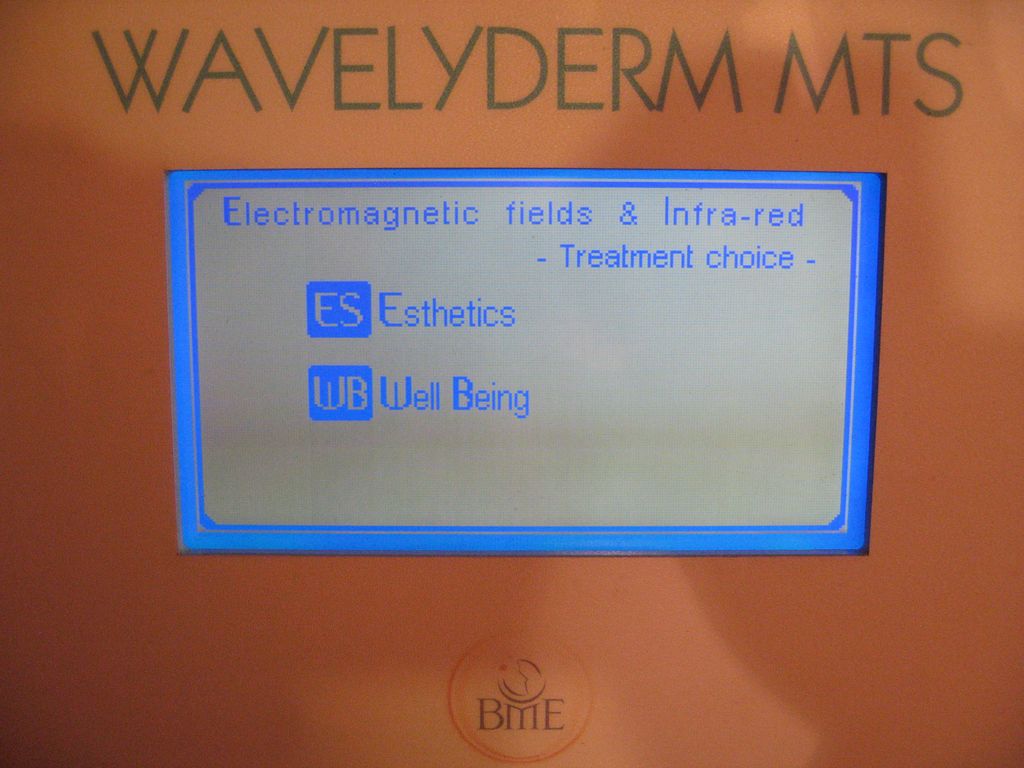 WAVELYDERM MTS
Electromagnetic fields & Infra-red
- Treatment choice -
ES Esthetics
WB Well Being
BME